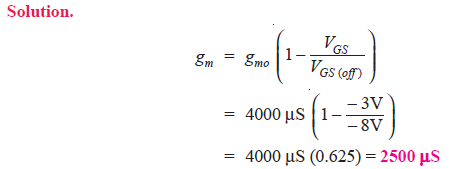 Solution.
g_m = g_mo (1 - V_GS / V_GS (off))
= 4000 μS (1 - - 3V / - 8V)
= 4000 μS (0.625) = 2500 μS